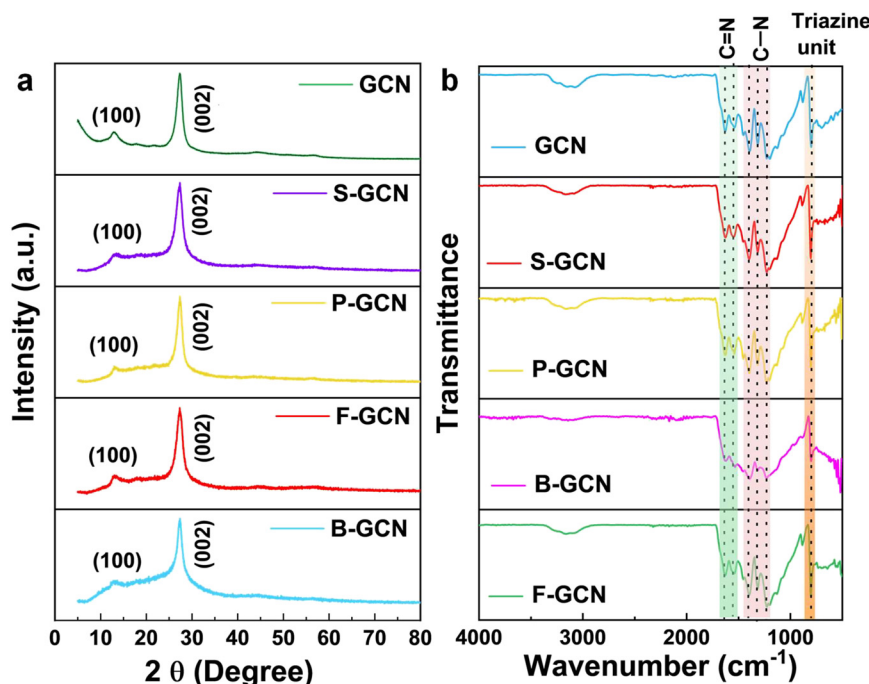 a
GCN
(100)
(002)
S-GCN
(100)
(002)
P-GCN
(100)
(002)
F-GCN
(100)
(002)
B-GCN
(100)
(002)
Intensity (a.u.)
0 10 20 30 40 50 60 70 80
2 θ (Degree)
b
C=N
C—N
Triazine
unit
GCN
S-GCN
P-GCN
B-GCN
F-GCN
Transmittance
4000 3000 2000 1000
Wavenumber (cm⁻¹)